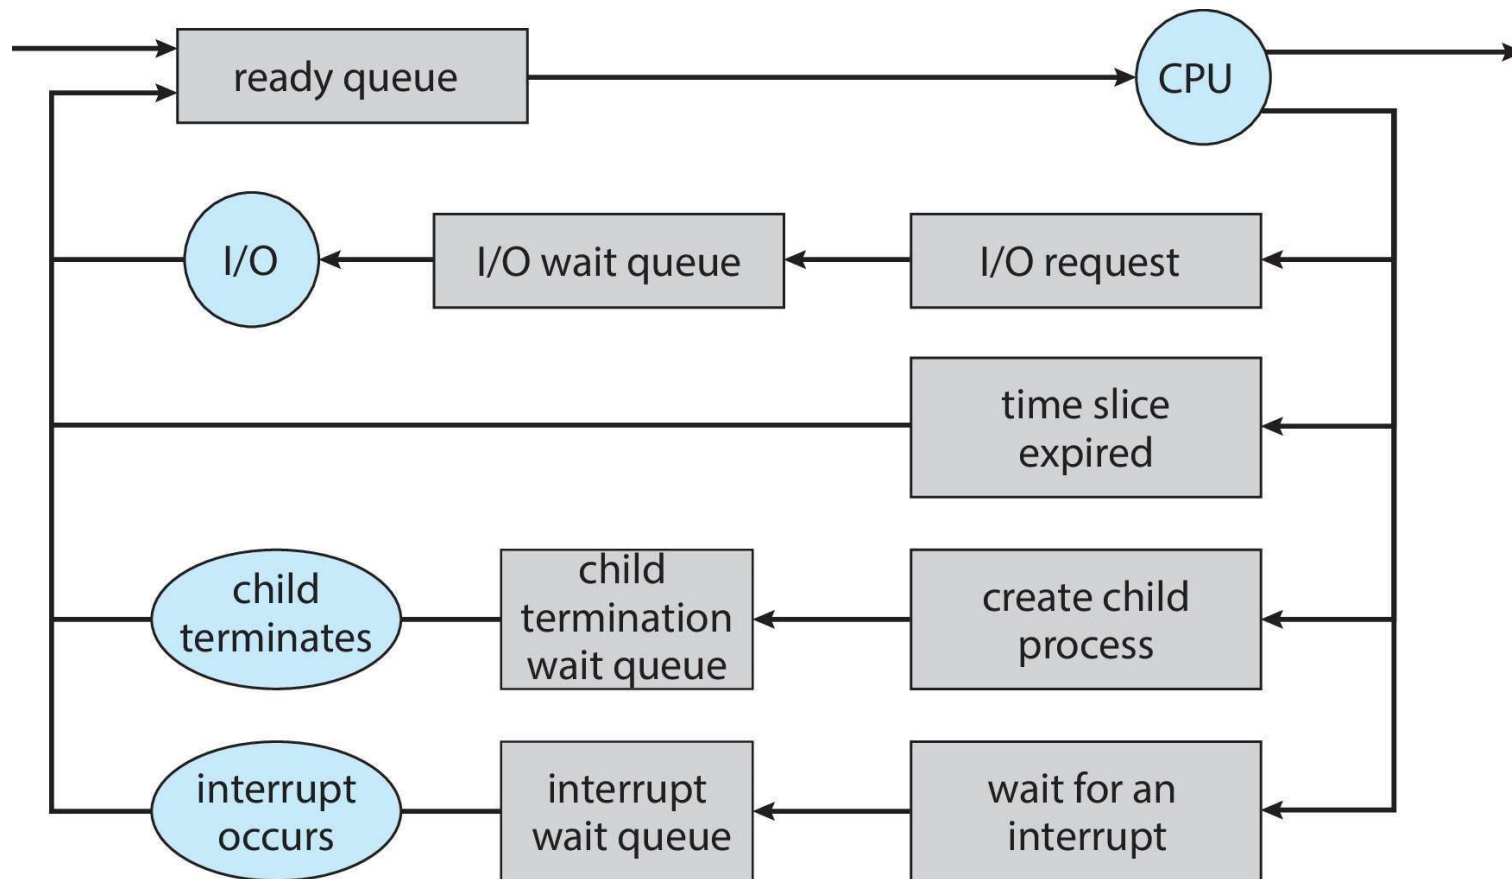 ready queue
CPU
I/O
I/O wait queue
I/O request
time slice
expired
child
terminates
child
termination
wait queue
create child
process
interrupt
occurs
interrupt
wait queue
wait for an
interrupt